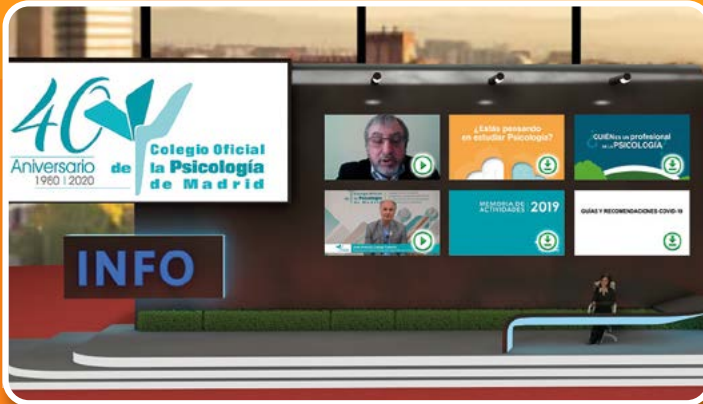 40
Aniversario
1980 | 2020
Colegio Oficial
de la Psicología
de Madrid
INFO
¿Estás pensando
en estudiar Psicología?
QUIÉN ES UN profesional
DE LA PSICOLOGÍA
MEMORIA DE
ACTIVIDADES 2019
GUÍAS Y RECOMENDACIONES COVID-19